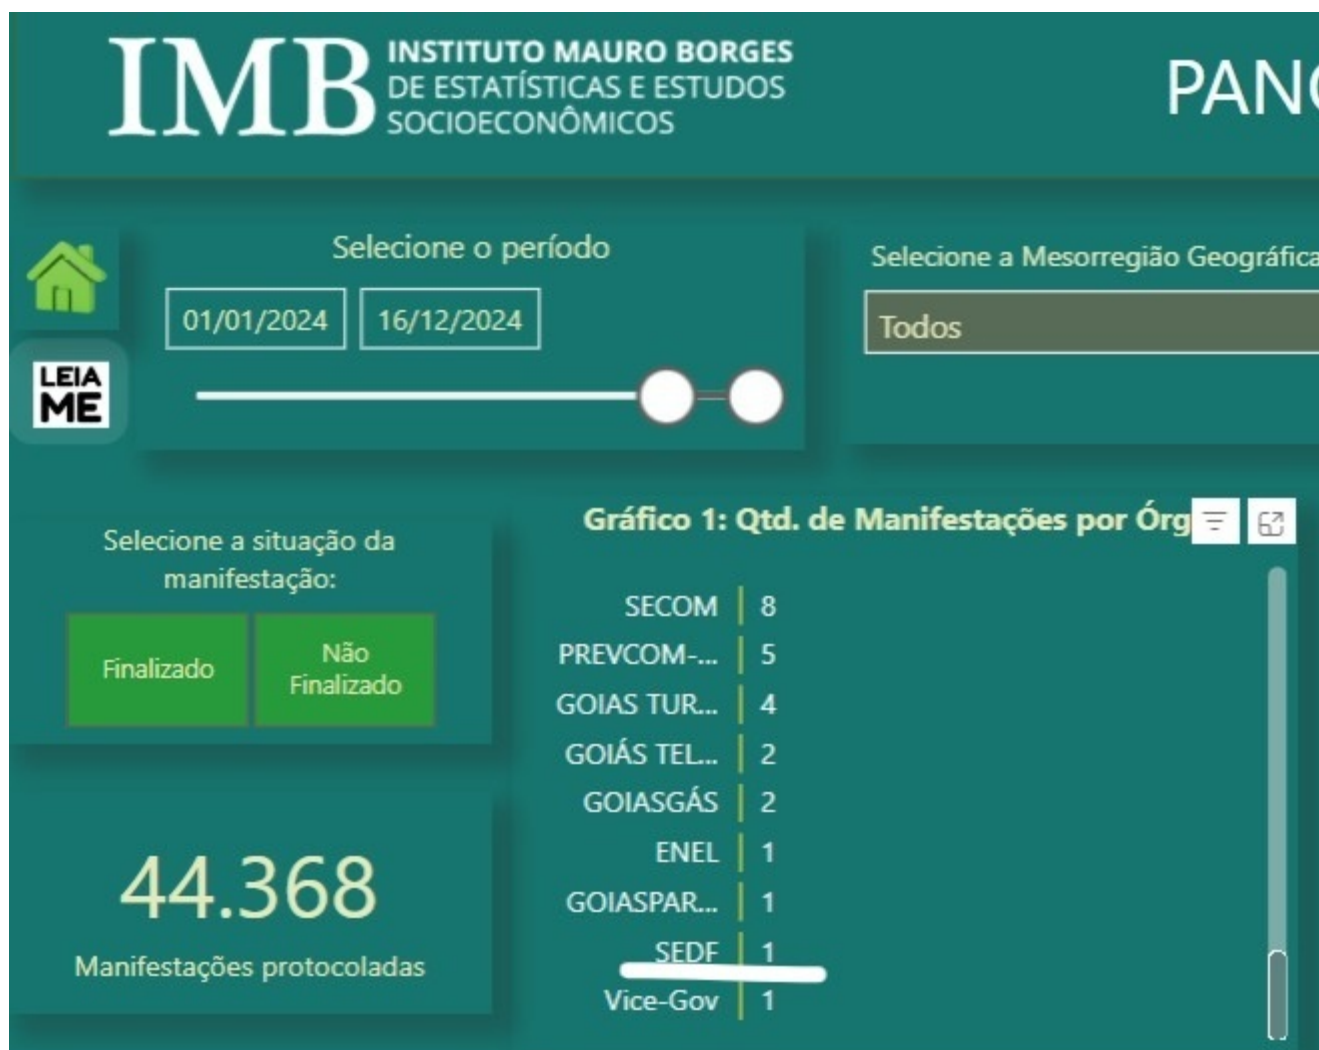 IMB
INSTITUTO MAURO BORGES
DE ESTATÍSTICAS E ESTUDOS
SOCIOECONÔMICOS
PANO
Selecione o período
01/01/2024 16/12/2024
Selecione a Mesorregião Geográfica
Todos
LEIA
ME
Selecione a situação da
manifestação:
Finalizado
Não
Finalizado
44.368
Manifestações protocoladas
Gráfico 1: Qtd. de Manifestações por Órg
SECOM 8
PREVCOM-... 5
GOIAS TUR... 4
GOIÁS TEL... 2
GOIASGÁS 2
ENEL 1
GOIASPAR... 1
SEDF 1
Vice-Gov 1